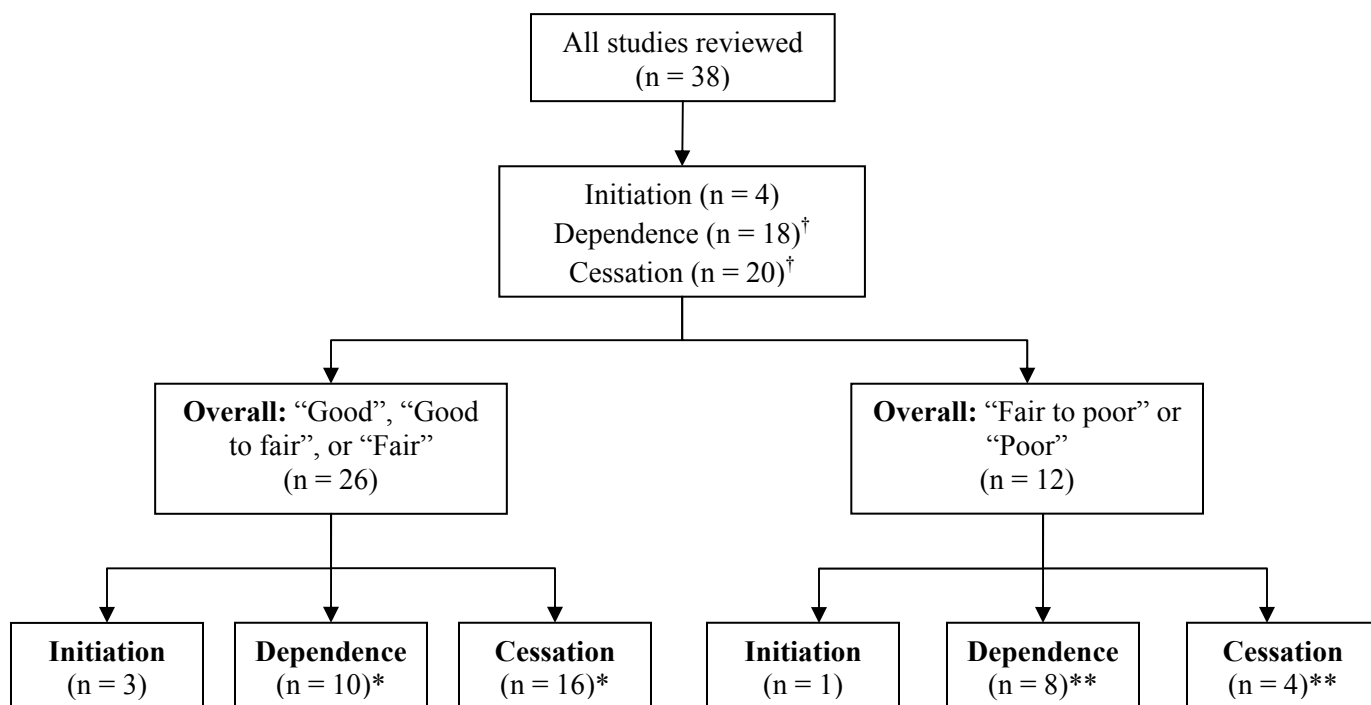 All studies reviewed
(n = 38)
Initiation (n = 4)
Dependence (n = 18)†
Cessation (n = 20)†
Overall: “Good”, “Good
to fair”, or “Fair”
(n = 26)
Overall: “Fair to poor” or
“Poor”
(n = 12)
Initiation
(n = 3)
Dependence
(n = 10)*
Cessation
(n = 16)*
Initiation
(n = 1)
Dependence
(n = 8)**
Cessation
(n = 4)**